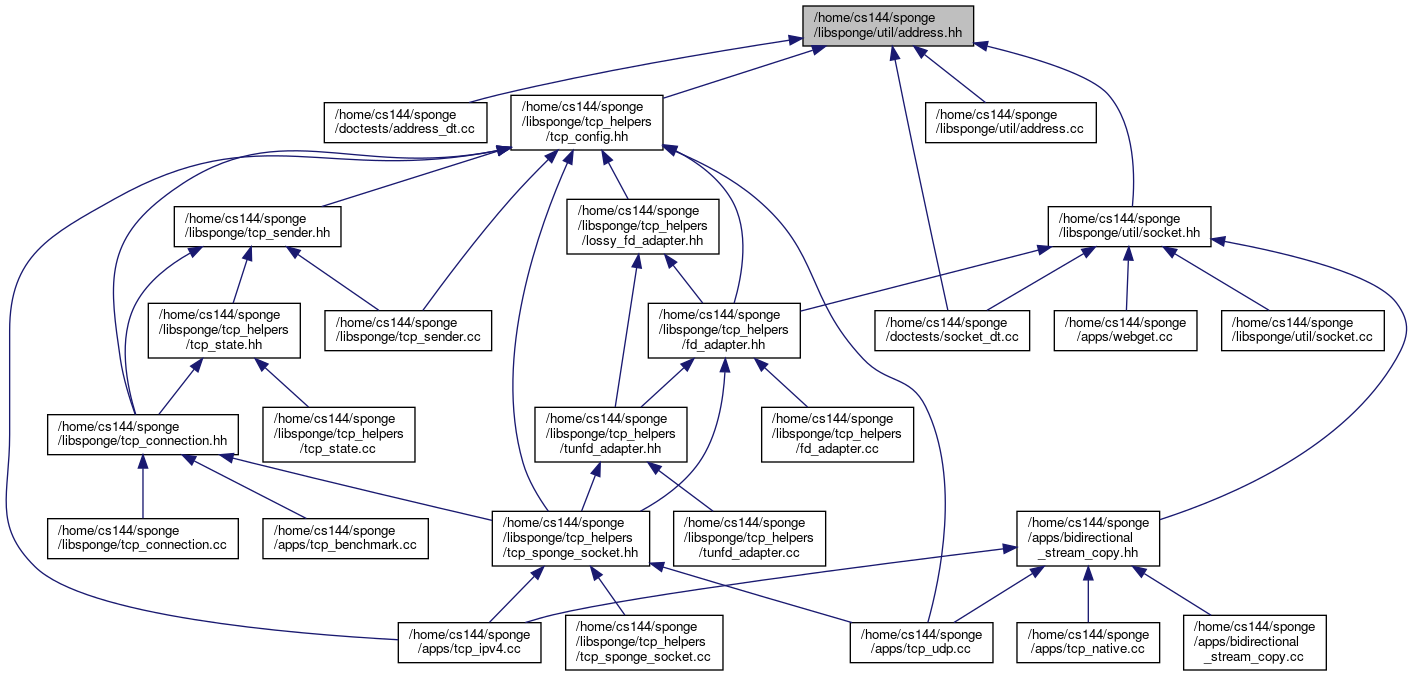 /home/cs144/sponge
/libsponge/util/address.hh
/home/cs144/sponge
/doctests/address_dt.cc
/home/cs144/sponge
/libsponge/tcp_helpers
/tcp_config.hh
/home/cs144/sponge
/libsponge/util/address.cc
/home/cs144/sponge
/libsponge/tcp_sender.hh
/home/cs144/sponge
/libsponge/tcp_helpers
/lossy_fd_adapter.hh
/home/cs144/sponge
/libsponge/util/socket.hh
/home/cs144/sponge
/libsponge/tcp_helpers
/tcp_state.hh
/home/cs144/sponge
/libsponge/tcp_sender.cc
/home/cs144/sponge
/libsponge/tcp_helpers
/fd_adapter.hh
/home/cs144/sponge
/doctests/socket_dt.cc
/home/cs144/sponge
/apps/webget.cc
/home/cs144/sponge
/libsponge/util/socket.cc
/home/cs144/sponge
/libsponge/tcp_connection.hh
/home/cs144/sponge
/libsponge/tcp_helpers
/tcp_state.cc
/home/cs144/sponge
/libsponge/tcp_helpers
/tunfd_adapter.hh
/home/cs144/sponge
/libsponge/tcp_helpers
/fd_adapter.cc
/home/cs144/sponge
/libsponge/tcp_connection.cc
/home/cs144/sponge
/apps/tcp_benchmark.cc
/home/cs144/sponge
/libsponge/tcp_helpers
/tcp_sponge_socket.hh
/home/cs144/sponge
/libsponge/tcp_helpers
/tunfd_adapter.cc
/home/cs144/sponge
/apps/bidirectional
_stream_copy.hh
/home/cs144/sponge
/apps/tcp_ipv4.cc
/home/cs144/sponge
/libsponge/tcp_helpers
/tcp_sponge_socket.cc
/home/cs144/sponge
/apps/tcp_udp.cc
/home/cs144/sponge
/apps/tcp_native.cc
/home/cs144/sponge
/apps/bidirectional
_stream_copy.cc